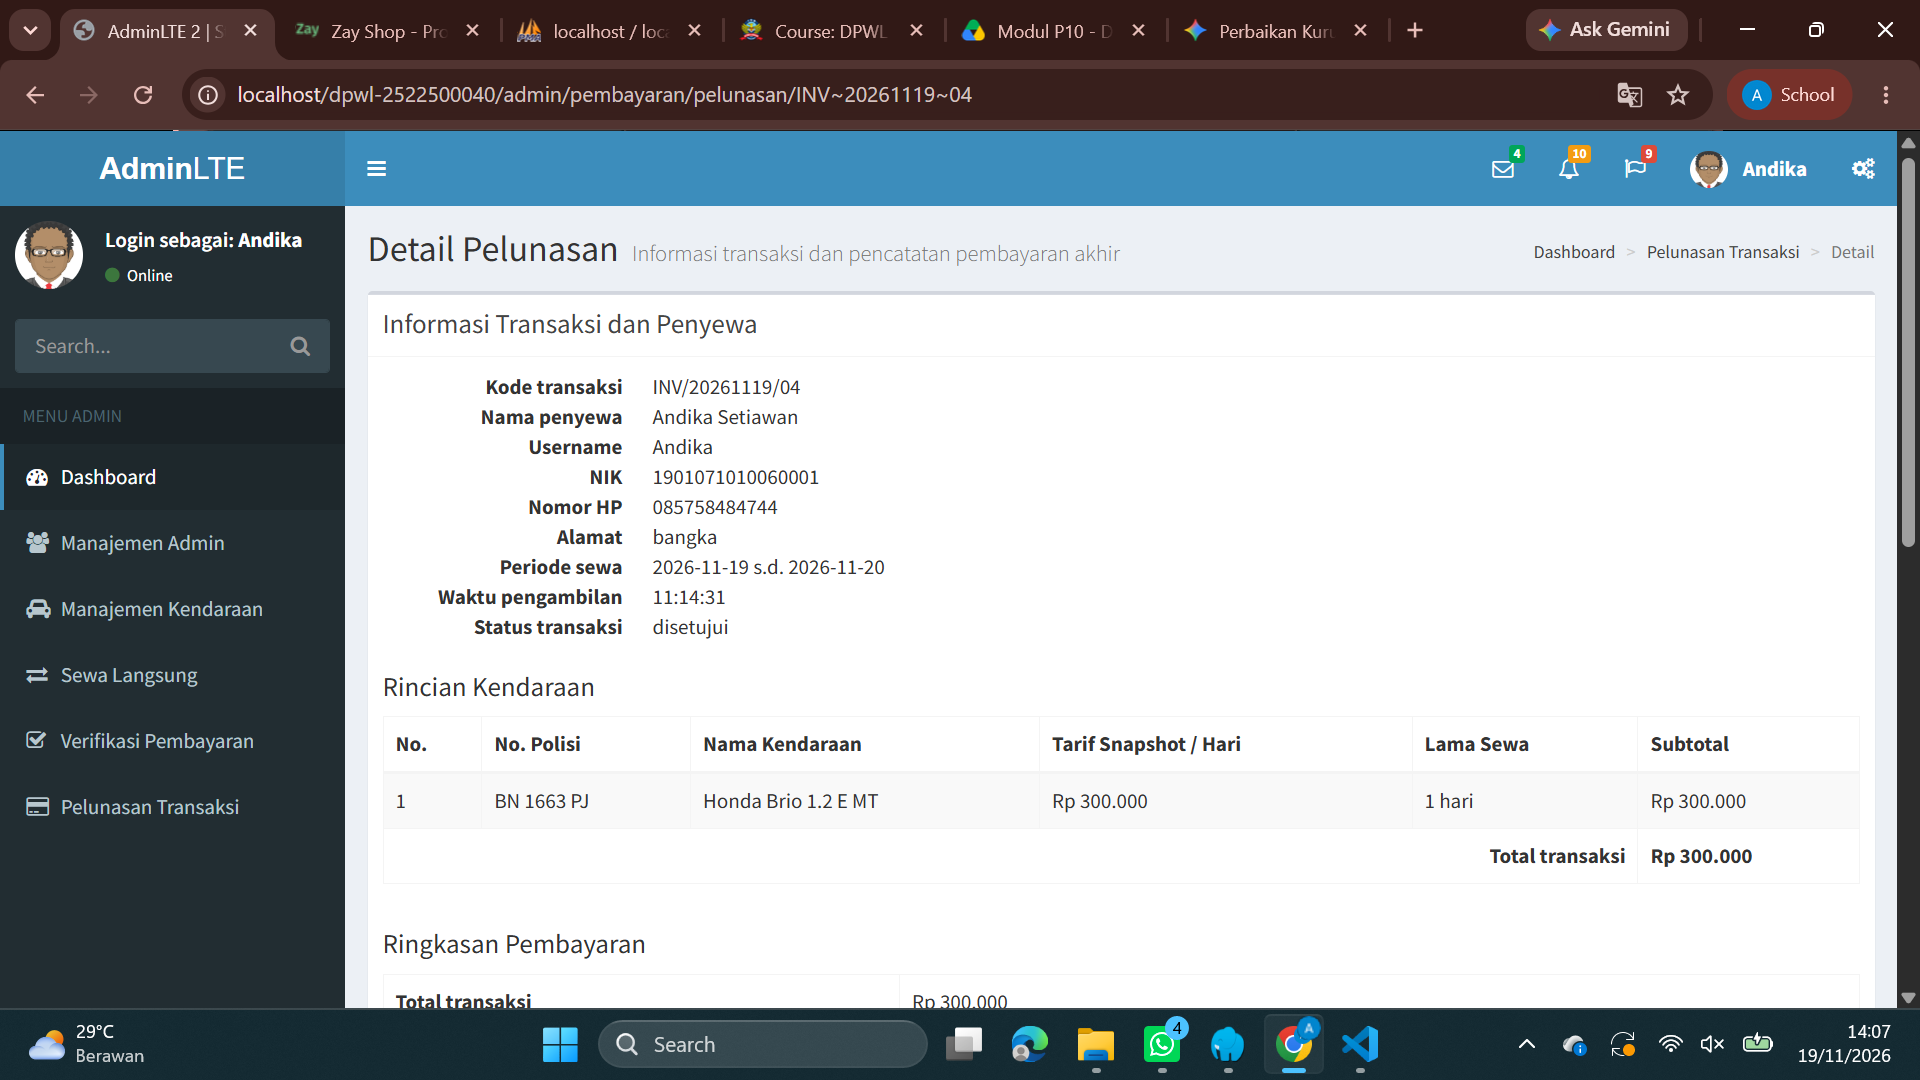 AdminLTE 2 | S
Zay Shop - Pro
localhost / loca
Course: DPWL
Modul P10 - D
Perbaikan Kuru
Ask Gemini
localhost/dpwl-2522500040/admin/pembayaran/pelunasan/INV~20261119~04
A School
AdminLTE
4
10
9
Andika
Login sebagai: Andika
Online
Search...
MENU ADMIN
Dashboard
Manajemen Admin
Manajemen Kendaraan
Sewa Langsung
Verifikasi Pembayaran
Pelunasan Transaksi
Detail Pelunasan Informasi transaksi dan pencatatan pembayaran akhir
Dashboard > Pelunasan Transaksi > Detail
Informasi Transaksi dan Penyewa
Kode transaksi INV/20261119/04
Nama penyewa Andika Setiawan
Username Andika
NIK 1901071010060001
Nomor HP 085758484744
Alamat bangka
Periode sewa 2026-11-19 s.d. 2026-11-20
Waktu pengambilan 11:14:31
Status transaksi disetujui
Rincian Kendaraan
No. No. Polisi Nama Kendaraan Tarif Snapshot / Hari Lama Sewa Subtotal
1 BN 1663 PJ Honda Brio 1.2 E MT Rp 300.000 1 hari Rp 300.000
Total transaksi Rp 300.000
Ringkasan Pembayaran
Total transaksi Rp 300.000
29°C
Berawan
Search
4
A
14:07
19/11/2026